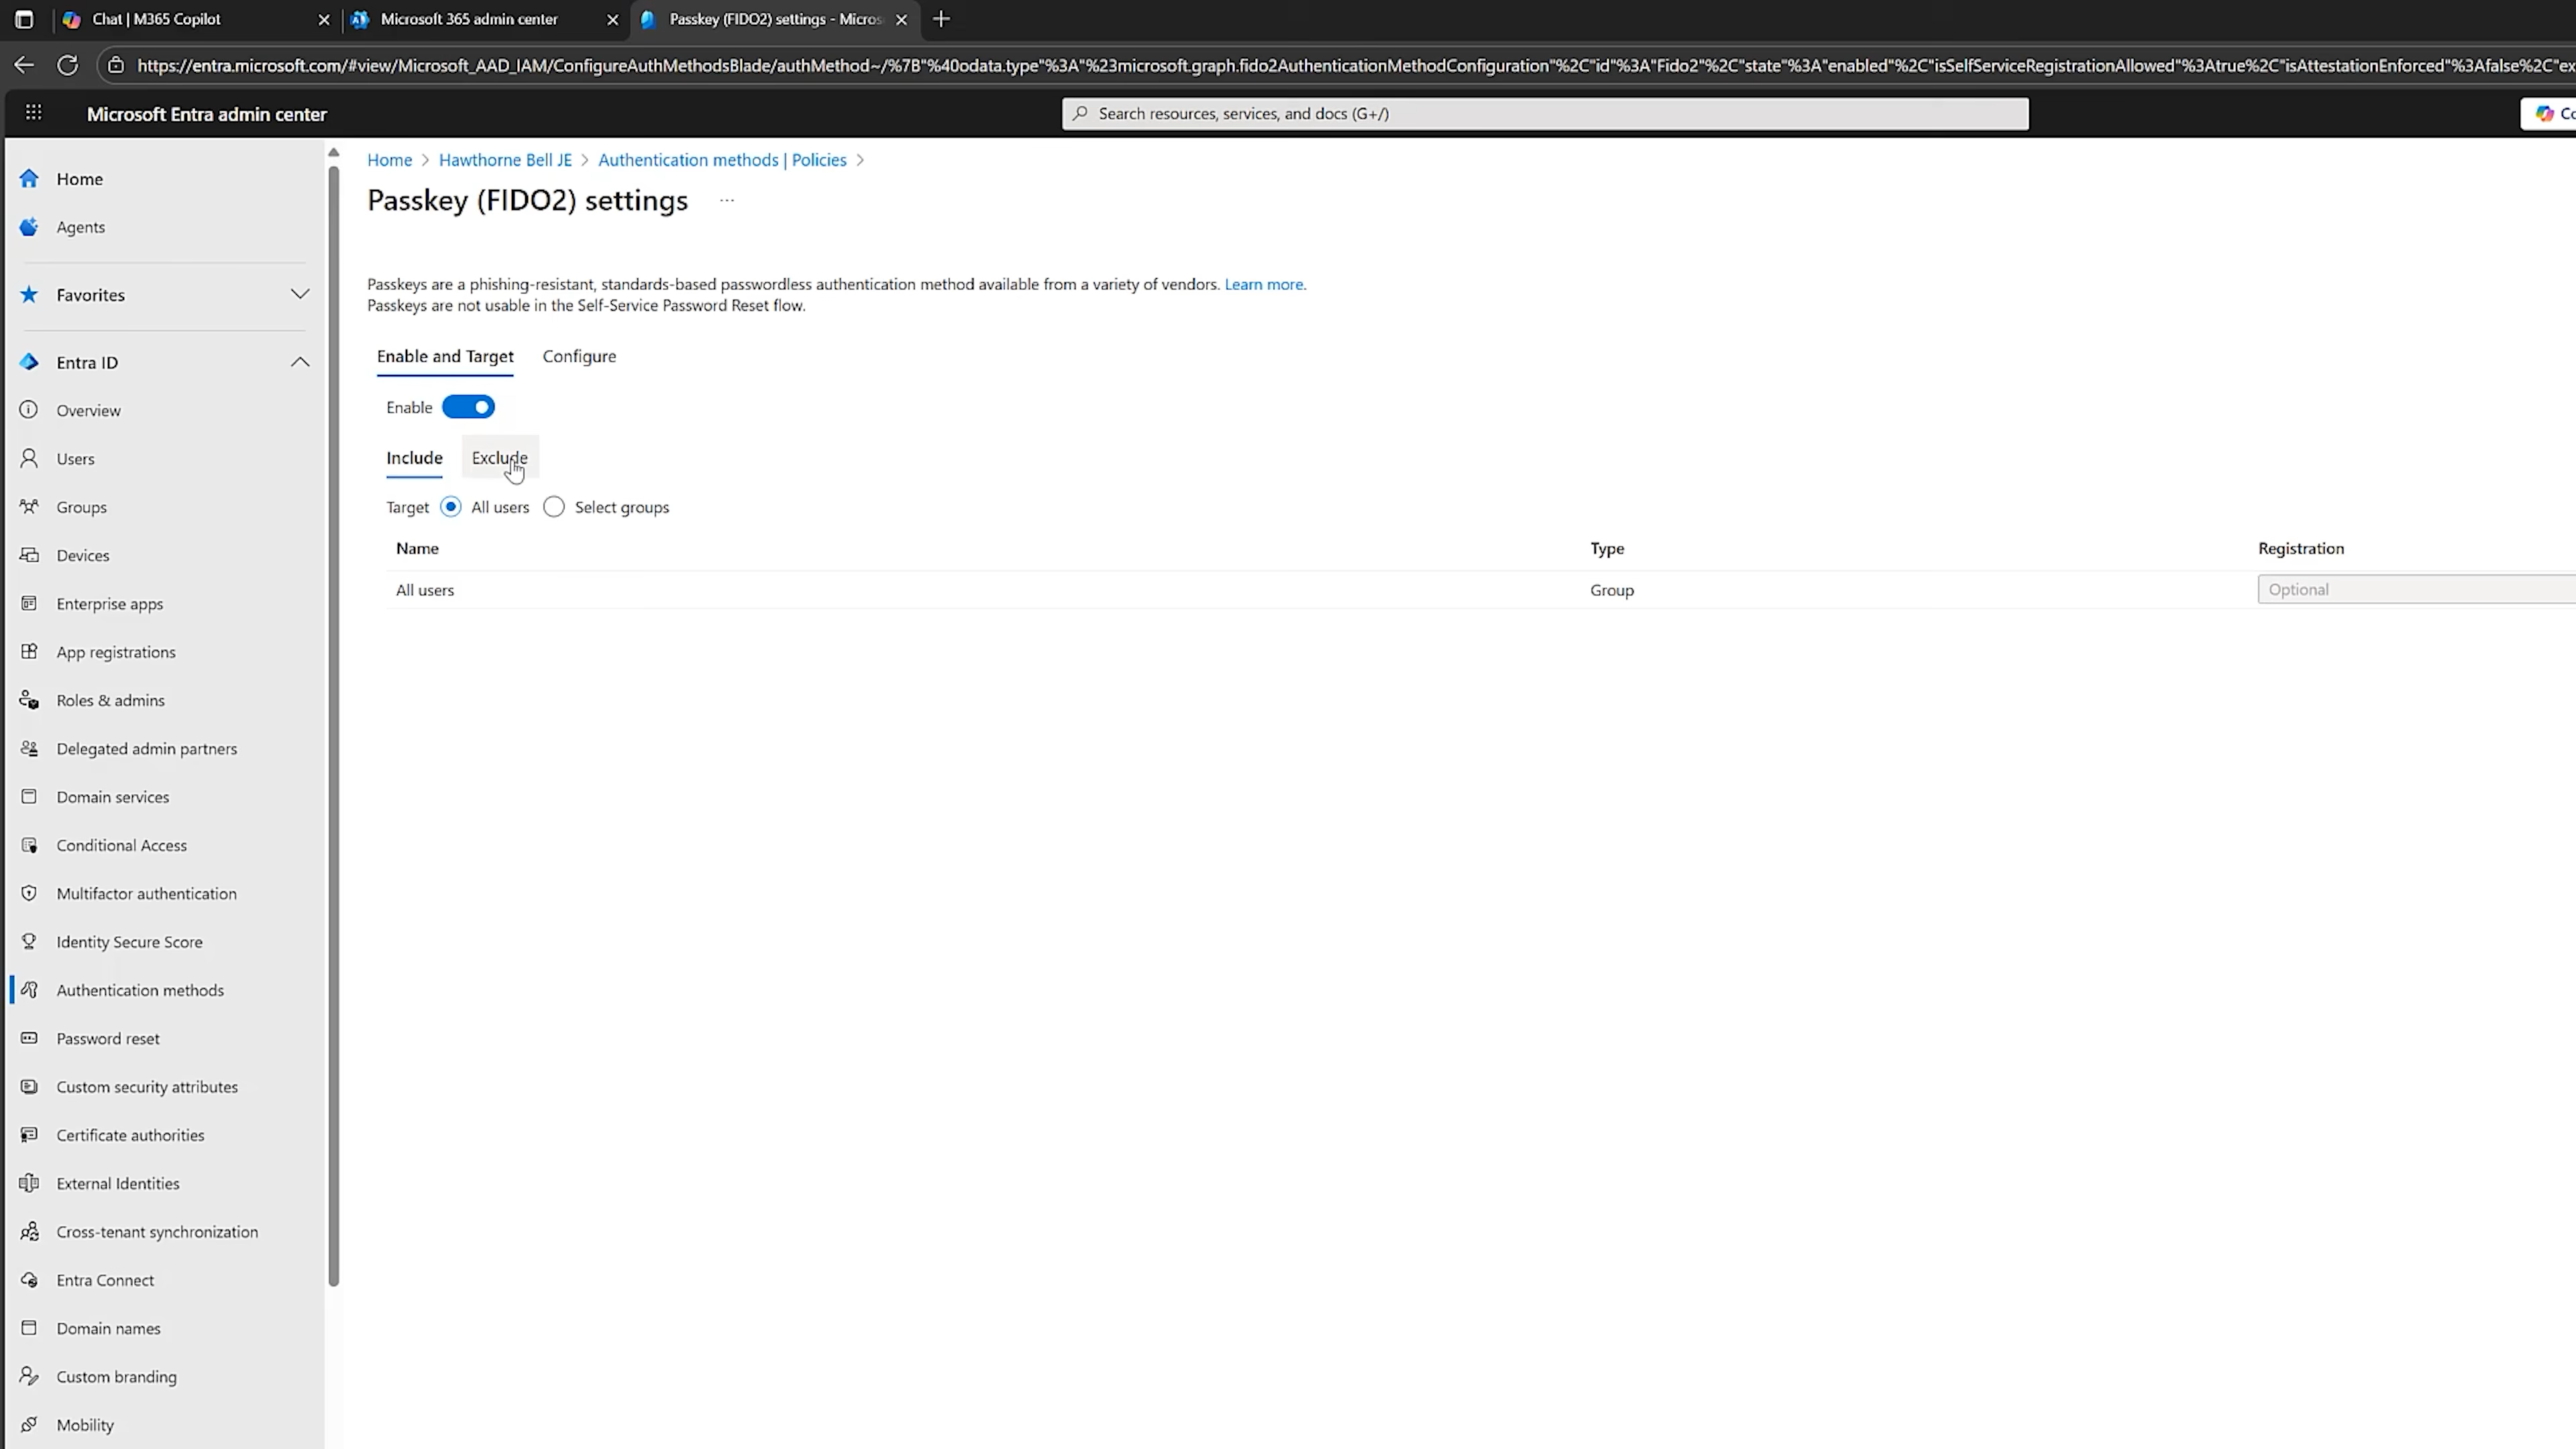 Chat | M365 Copilot
Microsoft 365 admin center
Passkey (FIDO2) settings - Micros
https://entra.microsoft.com/#view/Microsoft_AAD_IAM/ConfigureAuthMethodsBlade/authMethod~/%7B"%40odata.type"%3A"%23microsoft.graph.fido2AuthenticationMethodConfiguration"%2C"id"%3A"Fido2"%2C"state"%3A"enabled"%2C"isSelfServiceRegistrationAllowed"%3Atrue%2C"isAttestationEnforced"%3Afalse%2C"ex
Microsoft Entra admin center
Search resources, services, and docs (G+/)
Co
Home
Agents
Favorites
Entra ID
Overview
Users
Groups
Devices
Enterprise apps
App registrations
Roles & admins
Delegated admin partners
Domain services
Conditional Access
Multifactor authentication
Identity Secure Score
Authentication methods
Password reset
Custom security attributes
Certificate authorities
External Identities
Cross-tenant synchronization
Entra Connect
Domain names
Custom branding
Mobility
Home > Hawthorne Bell JE > Authentication methods | Policies >
Passkey (FIDO2) settings ...
Passkeys are a phishing-resistant, standards-based passwordless authentication method available from a variety of vendors. Learn more.
Passkeys are not usable in the Self-Service Password Reset flow.
Enable and Target Configure
Enable
Include Exclude
Target All users Select groups
Name Type Registration
All users Group Optional